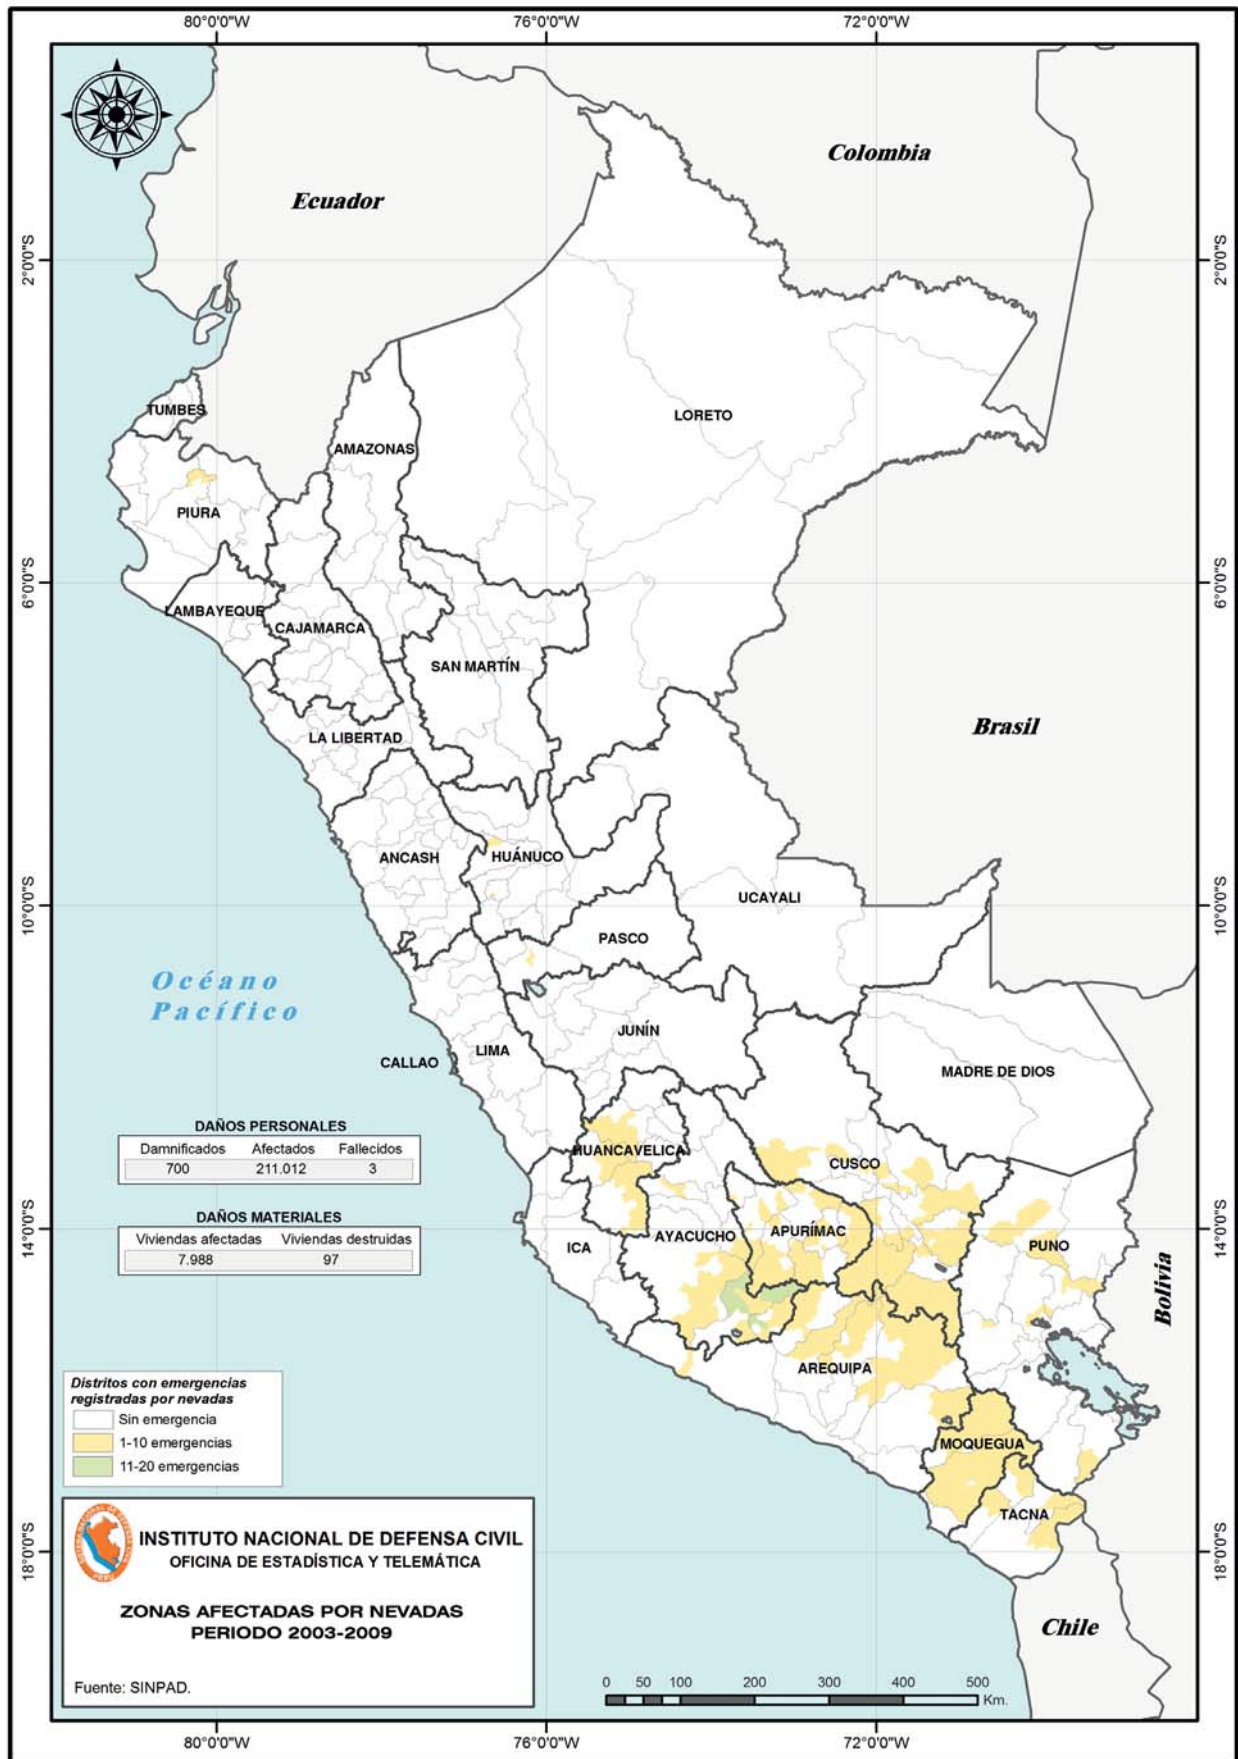 80°0'0"W 76°0'0"W 72°0'0"W
Colombia
Ecuador
2°0'0"S 2°0'0"S
TUMBES
LORETO
AMAZONAS
PIURA
6°0'0"S 6°0'0"S
LAMBAYEQUE
CAJAMARCA
SAN MARTÍN
Brasil
LA LIBERTAD
ANCASH
HUÁNUCO
UCAYALI
10°0'0"S 10°0'0"S
PASCO
Océano
Pacífico
JUNÍN
LIMA
CALLAO
MADRE DE DIOS
DAÑOS PERSONALES
Damnificados Afectados Fallecidos
700 211.012 3
HUANCAVELICA
CUSCO
DAÑOS MATERIALES
Viviendas afectadas Viviendas destruidas
7.988 97
14°0'0"S 14°0'0"S
ICA
AYACUCHO
APURÍMAC
PUNO
Bolivia
AREQUIPA
Distritos con emergencias
registradas por nevadas
Sin emergencia
1-10 emergencias
11-20 emergencias
MOQUEGUA
TACNA
18°0'0"S 18°0'0"S
PERÚ
INSTITUTO NACIONAL DE DEFENSA CIVIL
OFICINA DE ESTADÍSTICA Y TELEMÁTICA
ZONAS AFECTADAS POR NEVADAS
PERIODO 2003-2009
Fuente: SINPAD.
Chile
0 50 100 200 300 400 500
Km.
80°0'0"W 76°0'0"W 72°0'0"W